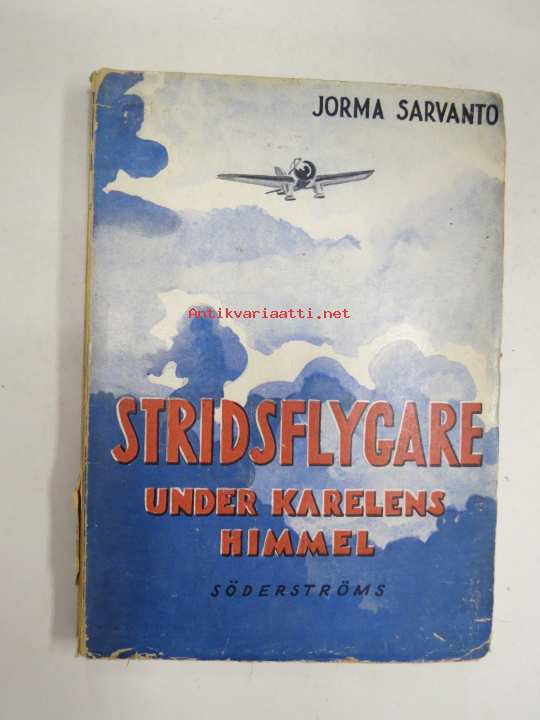 JORMA SARVANTO
Antikvariaatti.net
STRIDSFLYGARE
UNDER KARELENS
HIMMEL
SÖDERSTRÖMS